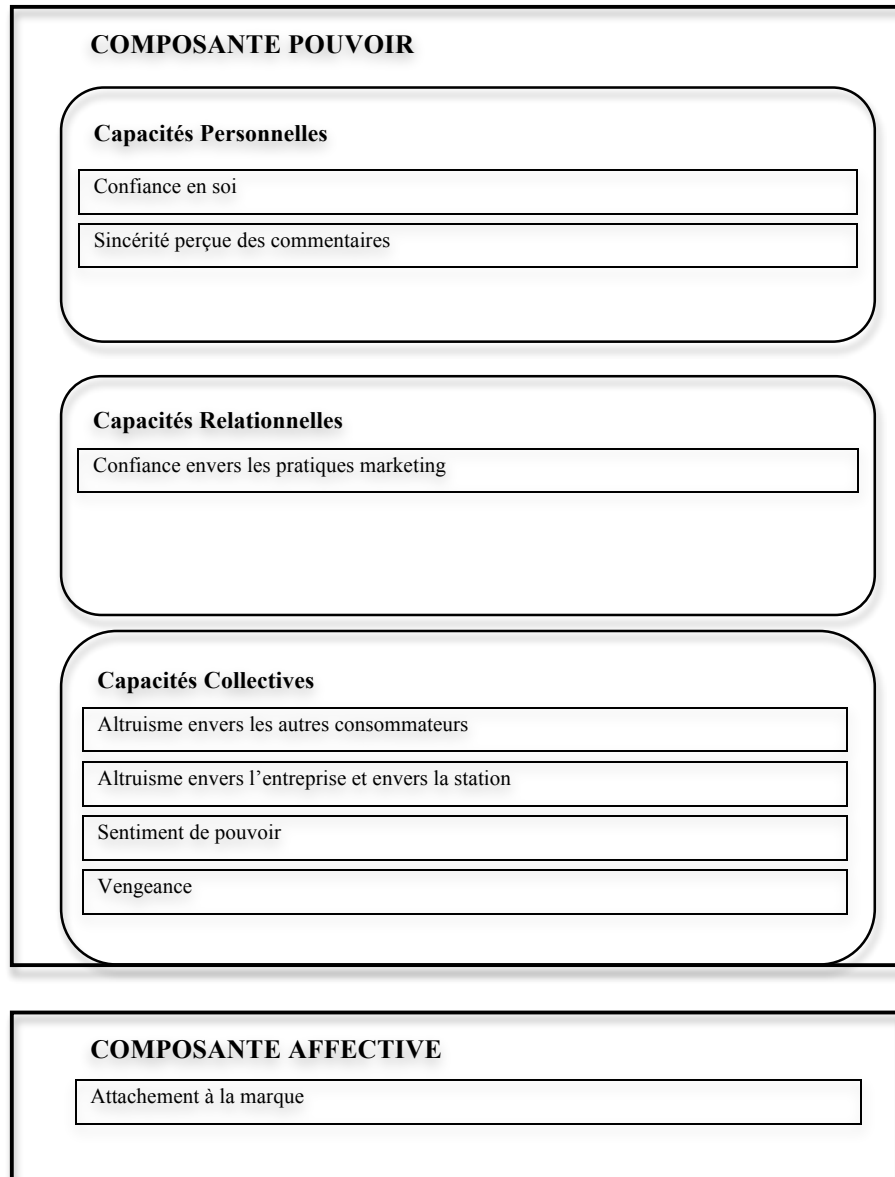 COMPOSANTE POUVOIR
Capacités Personnelles
Confiance en soi
Sincérité perçue des commentaires
Capacités Relationnelles
Confiance envers les pratiques marketing
Capacités Collectives
Altruisme envers les autres consommateurs
Altruisme envers l’entreprise et envers la station
Sentiment de pouvoir
Vengeance
COMPOSANTE AFFECTIVE
Attachement à la marque